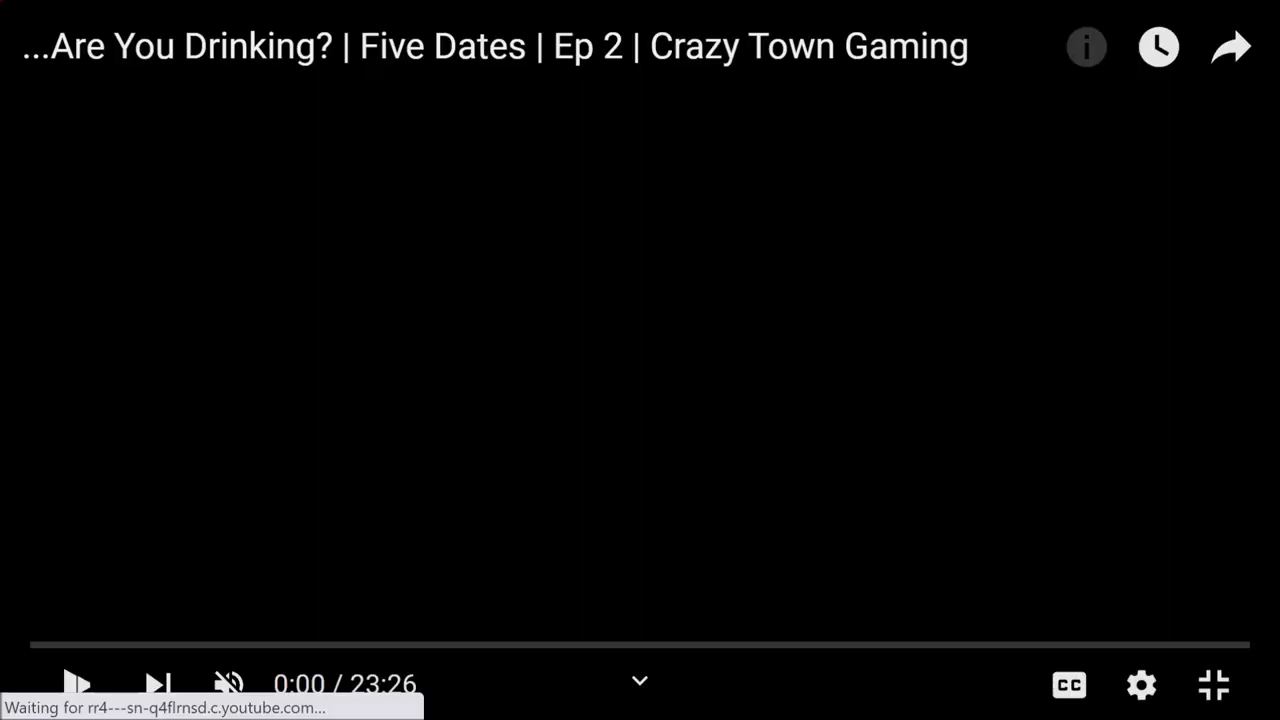 ...Are You Drinking? | Five Dates | Ep 2 | Crazy Town Gaming
i
0:00 / 23:26
CC
Waiting for rr4---sn-q4flrnsd.c.youtube.com...